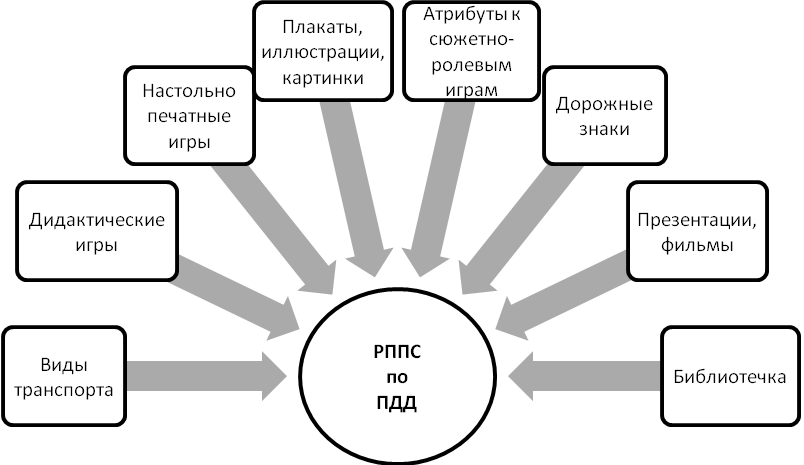 Плакаты,
иллюстрации,
картинки
Атрибуты к
сюжетно-
ролевым
играм
Настольно
печатные
игры
Дорожные
знаки
Дидактические
игры
Презентации,
фильмы
Виды
транспорта
РППС
по
ПДД
Библиотечка